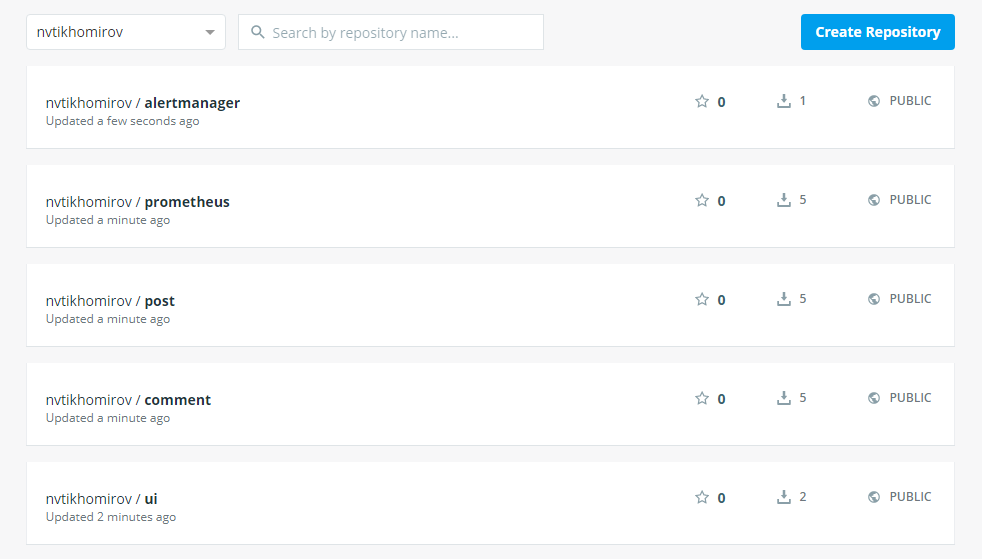 nvtikhomirov Search by repository name... Create Repository
nvtikhomirov / alertmanager 0 1 PUBLIC
Updated a few seconds ago
nvtikhomirov / prometheus 0 5 PUBLIC
Updated a minute ago
nvtikhomirov / post 0 5 PUBLIC
Updated a minute ago
nvtikhomirov / comment 0 5 PUBLIC
Updated a minute ago
nvtikhomirov / ui 0 2 PUBLIC
Updated 2 minutes ago